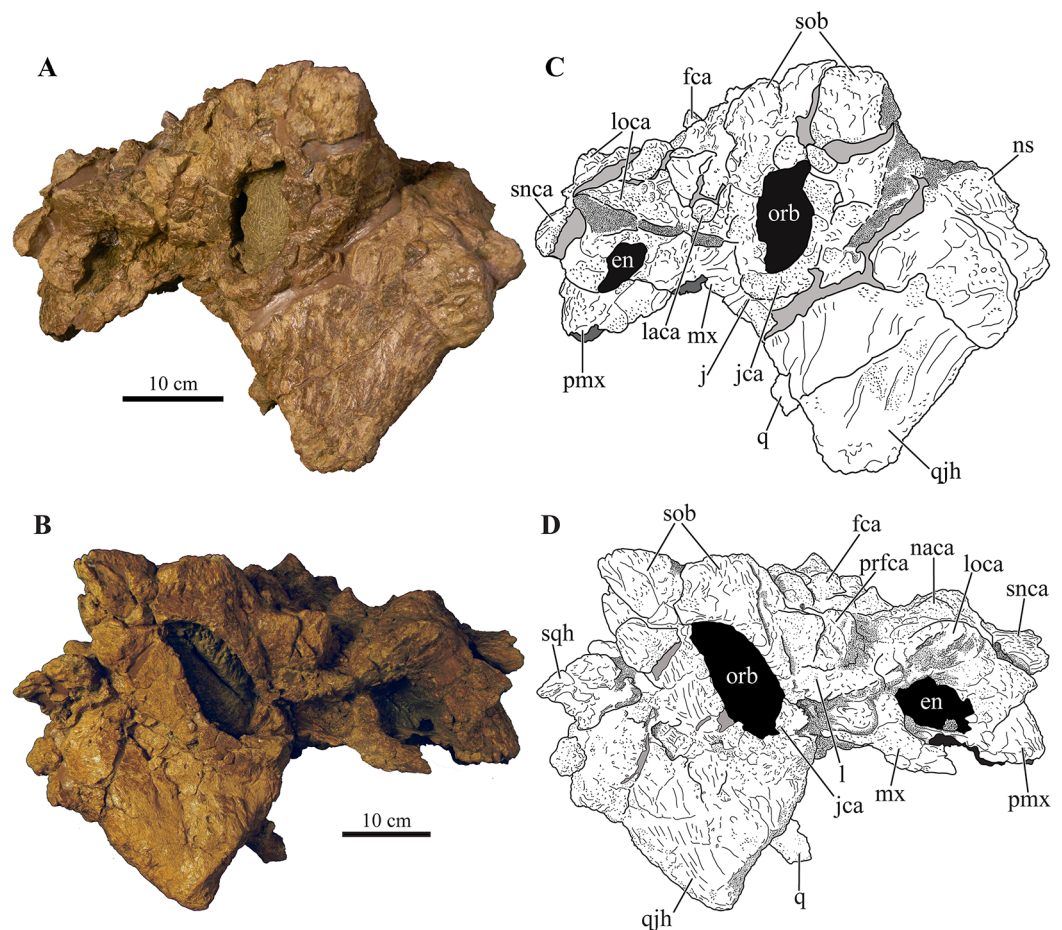 A
10 cm
C
sob
fca
loca
ns
snca
orb
en
laca
mx
pmx
j
jca
q
qjh
B
10 cm
D
sob
fca
prfca
naca
loca
snca
sqh
orb
en
l
jca
mx
pmx
q
qjh